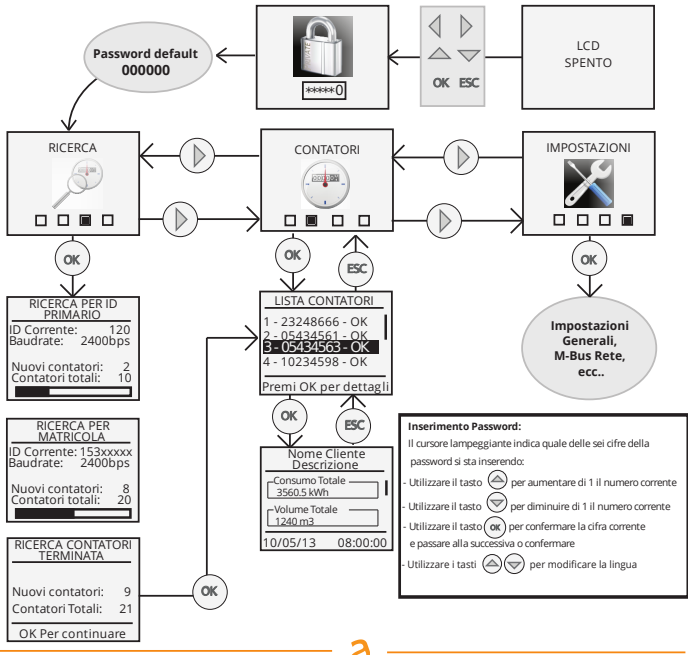 Password default
000000
*****0
OK ESC
LCD
SPENTO
RICERCA
CONTATORI
IMPOSTAZIONI
OK
OK
ESC
OK
RICERCA PER ID
PRIMARIO
ID Corrente: 120
Baudrate: 2400bps
Nuovi contatori: 2
Contatori totali: 10
LISTA CONTATORI
1 - 23248666 - OK
2 - 05434561 - OK
3 - 05434563 - OK
4 - 10234598 - OK
Premi OK per dettagli
Impostazioni
Generali,
M-Bus Rete,
ecc..
OK
ESC
RICERCA PER
MATRICOLA
ID Corrente: 153xxxxx
Baudrate: 2400bps
Nuovi contatori: 8
Contatori totali: 20
Nome Cliente
Descrizione
Consumo Totale
3560.5 kWh
Volume Totale
1240 m3
10/05/13 08:00:00
Inserimento Password:
Il cursore lampeggiante indica quale delle sei cifre della
password si sta inserendo:
- Utilizzare il tasto per aumentare di 1 il numero corrente
- Utilizzare il tasto per diminuire di 1 il numero corrente
- Utilizzare il tasto OK per confermare la cifra corrente
e passare alla successiva o confermare
- Utilizzare i tasti per modificare la lingua
RICERCA CONTATORI
TERMINATA
Nuovi contatori: 9
Contatori Totali: 21
OK Per continuare
OK
a